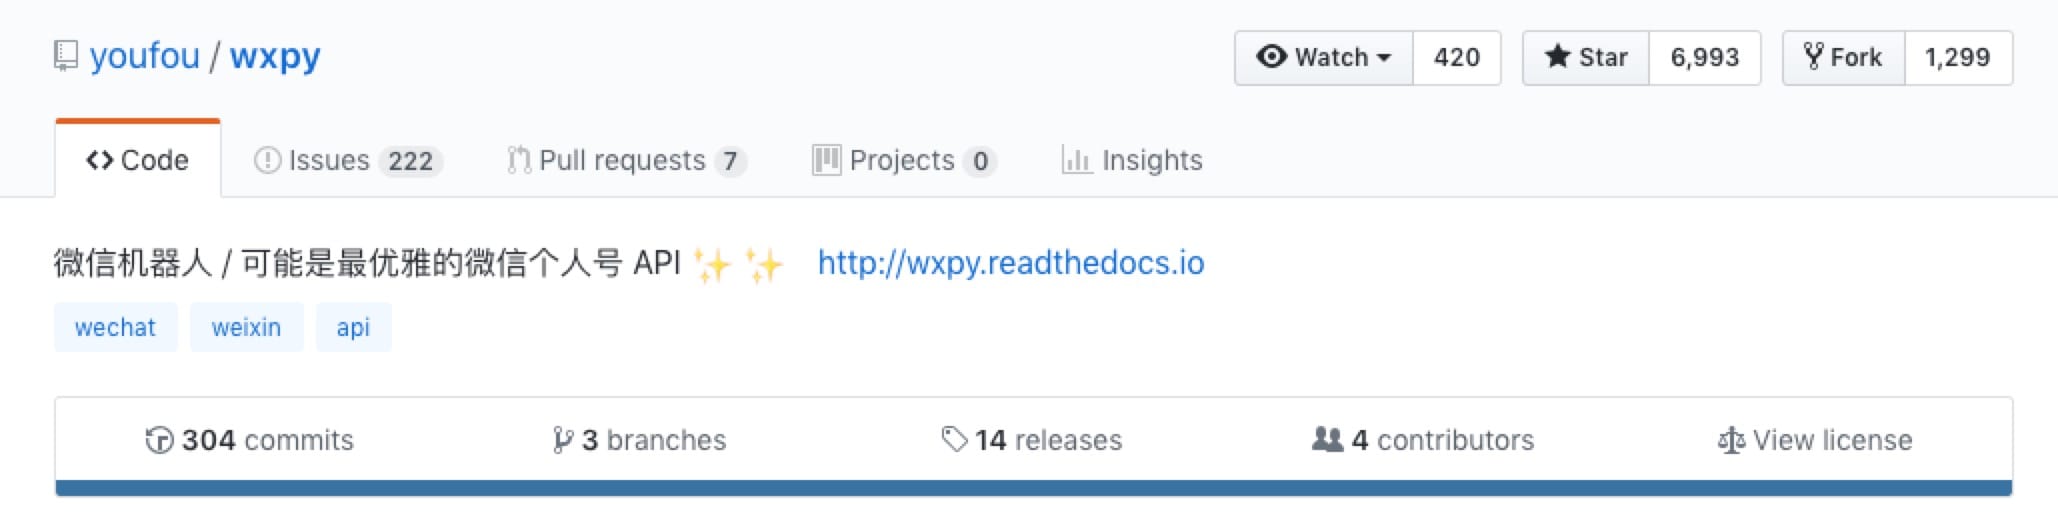 youfou / wxpy Watch 420 Star 6,993 Fork 1,299
Code Issues 222 Pull requests 7 Projects 0 Insights
微信机器人 / 可能是最优雅的微信个人号 API ✨ ✨ http://wxpy.readthedocs.io
wechat weixin api
304 commits 3 branches 14 releases 4 contributors View license